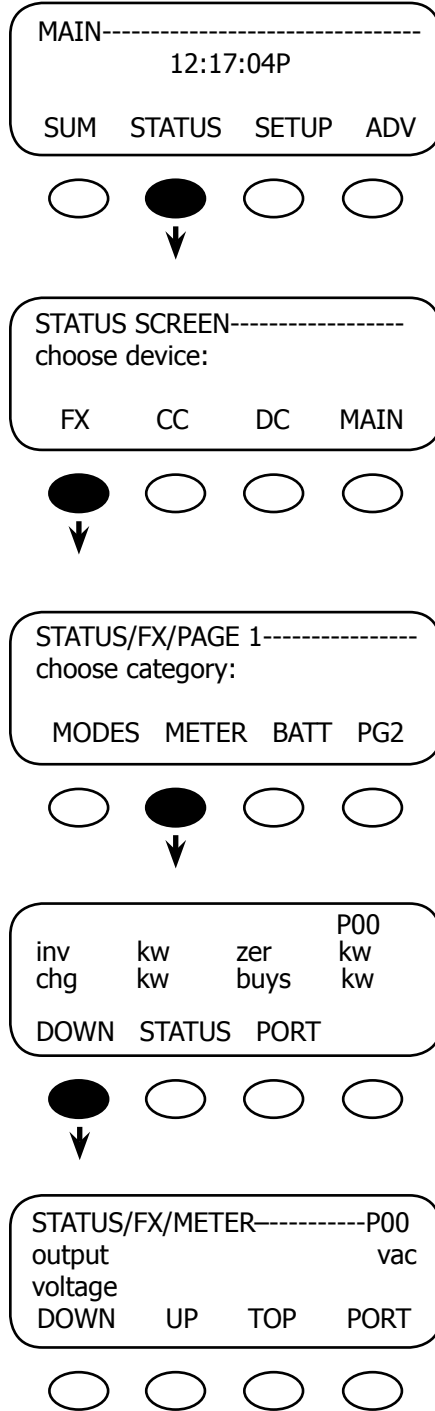 MAIN---------------------------------
12:17:04P
SUM STATUS SETUP ADV
STATUS SCREEN------------------
choose device:
FX CC DC MAIN
STATUS/FX/PAGE 1----------------
choose category:
MODES METER BATT PG2
P00
inv kw zer kw
chg kw buys kw
DOWN STATUS PORT
STATUS/FX/METER–-----------P00
output vac
voltage
DOWN UP TOP PORT